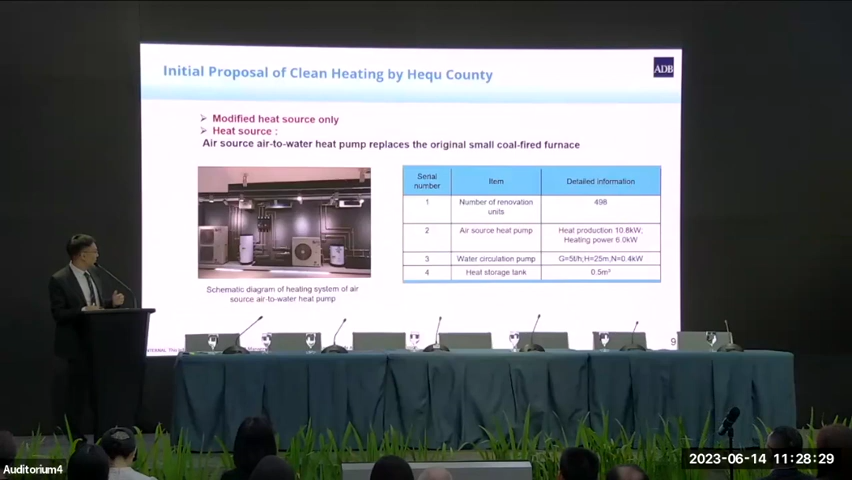 Initial Proposal of Clean Heating by Hequ County
ADB
➢ Modified heat source only
➢ Heat source :
Air source air-to-water heat pump replaces the original small coal-fired furnace
Serial number
Item
Detailed information
1
Number of renovation units
498
2
Air source heat pump
Heat production 10.8kW,
Heating power 6.0kW
3
Water circulation pump
G=5t/h,H=25m,N=0.4kW
4
Heat storage tank
0.5m³
Schematic diagram of heating system of air
source air-to-water heat pump
9
Auditorium4
2023-06-14 11:28:29